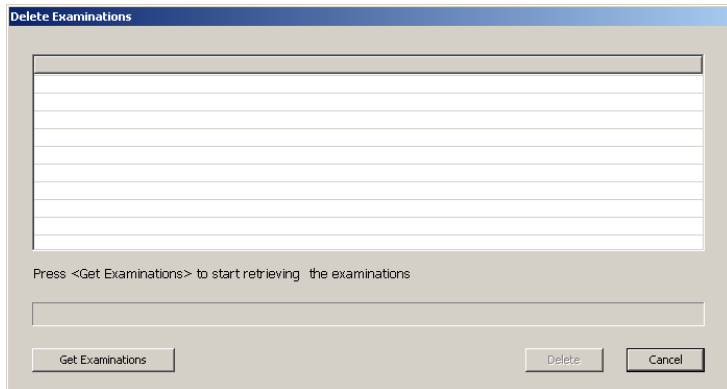 Delete Examinations
Press <Get Examinations> to start retrieving the examinations
Get Examinations
Delete
Cancel